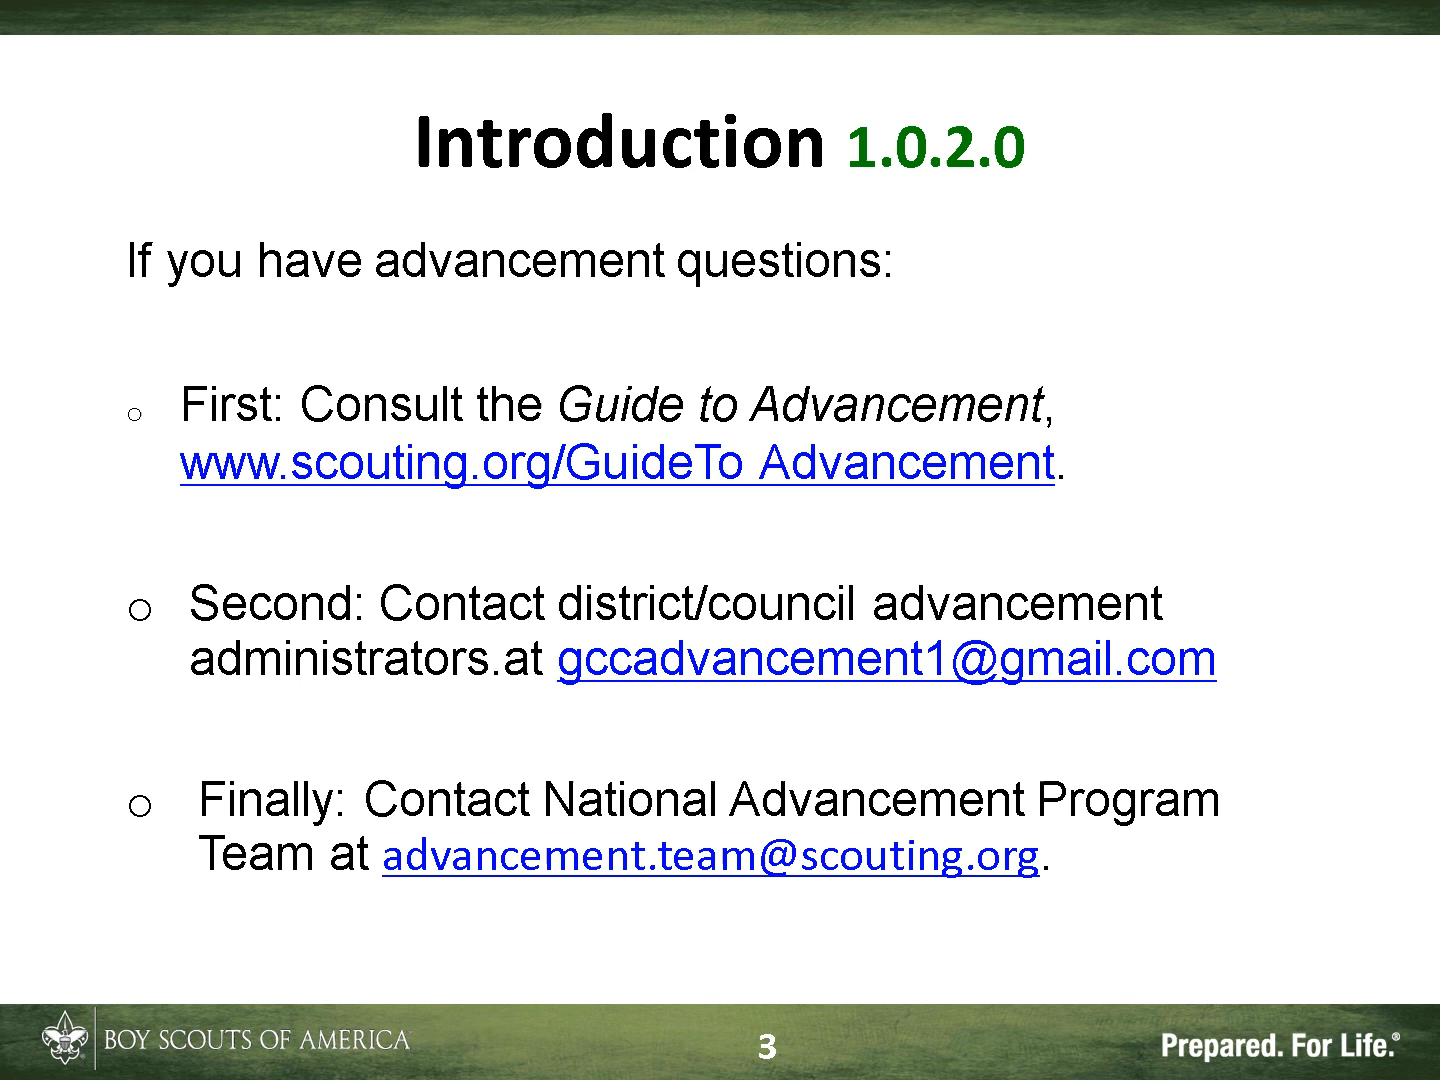 Introduction 1.0.2.0
If you have advancement questions:
o First: Consult the Guide to Advancement,
www.scouting.org/GuideTo Advancement.
o Second: Contact district/council advancement
administrators.at gccadvancement1@gmail.com
o Finally: Contact National Advancement Program
Team at advancement.team@scouting.org.
BOY SCOUTS OF AMERICA
3
Prepared. For Life.®